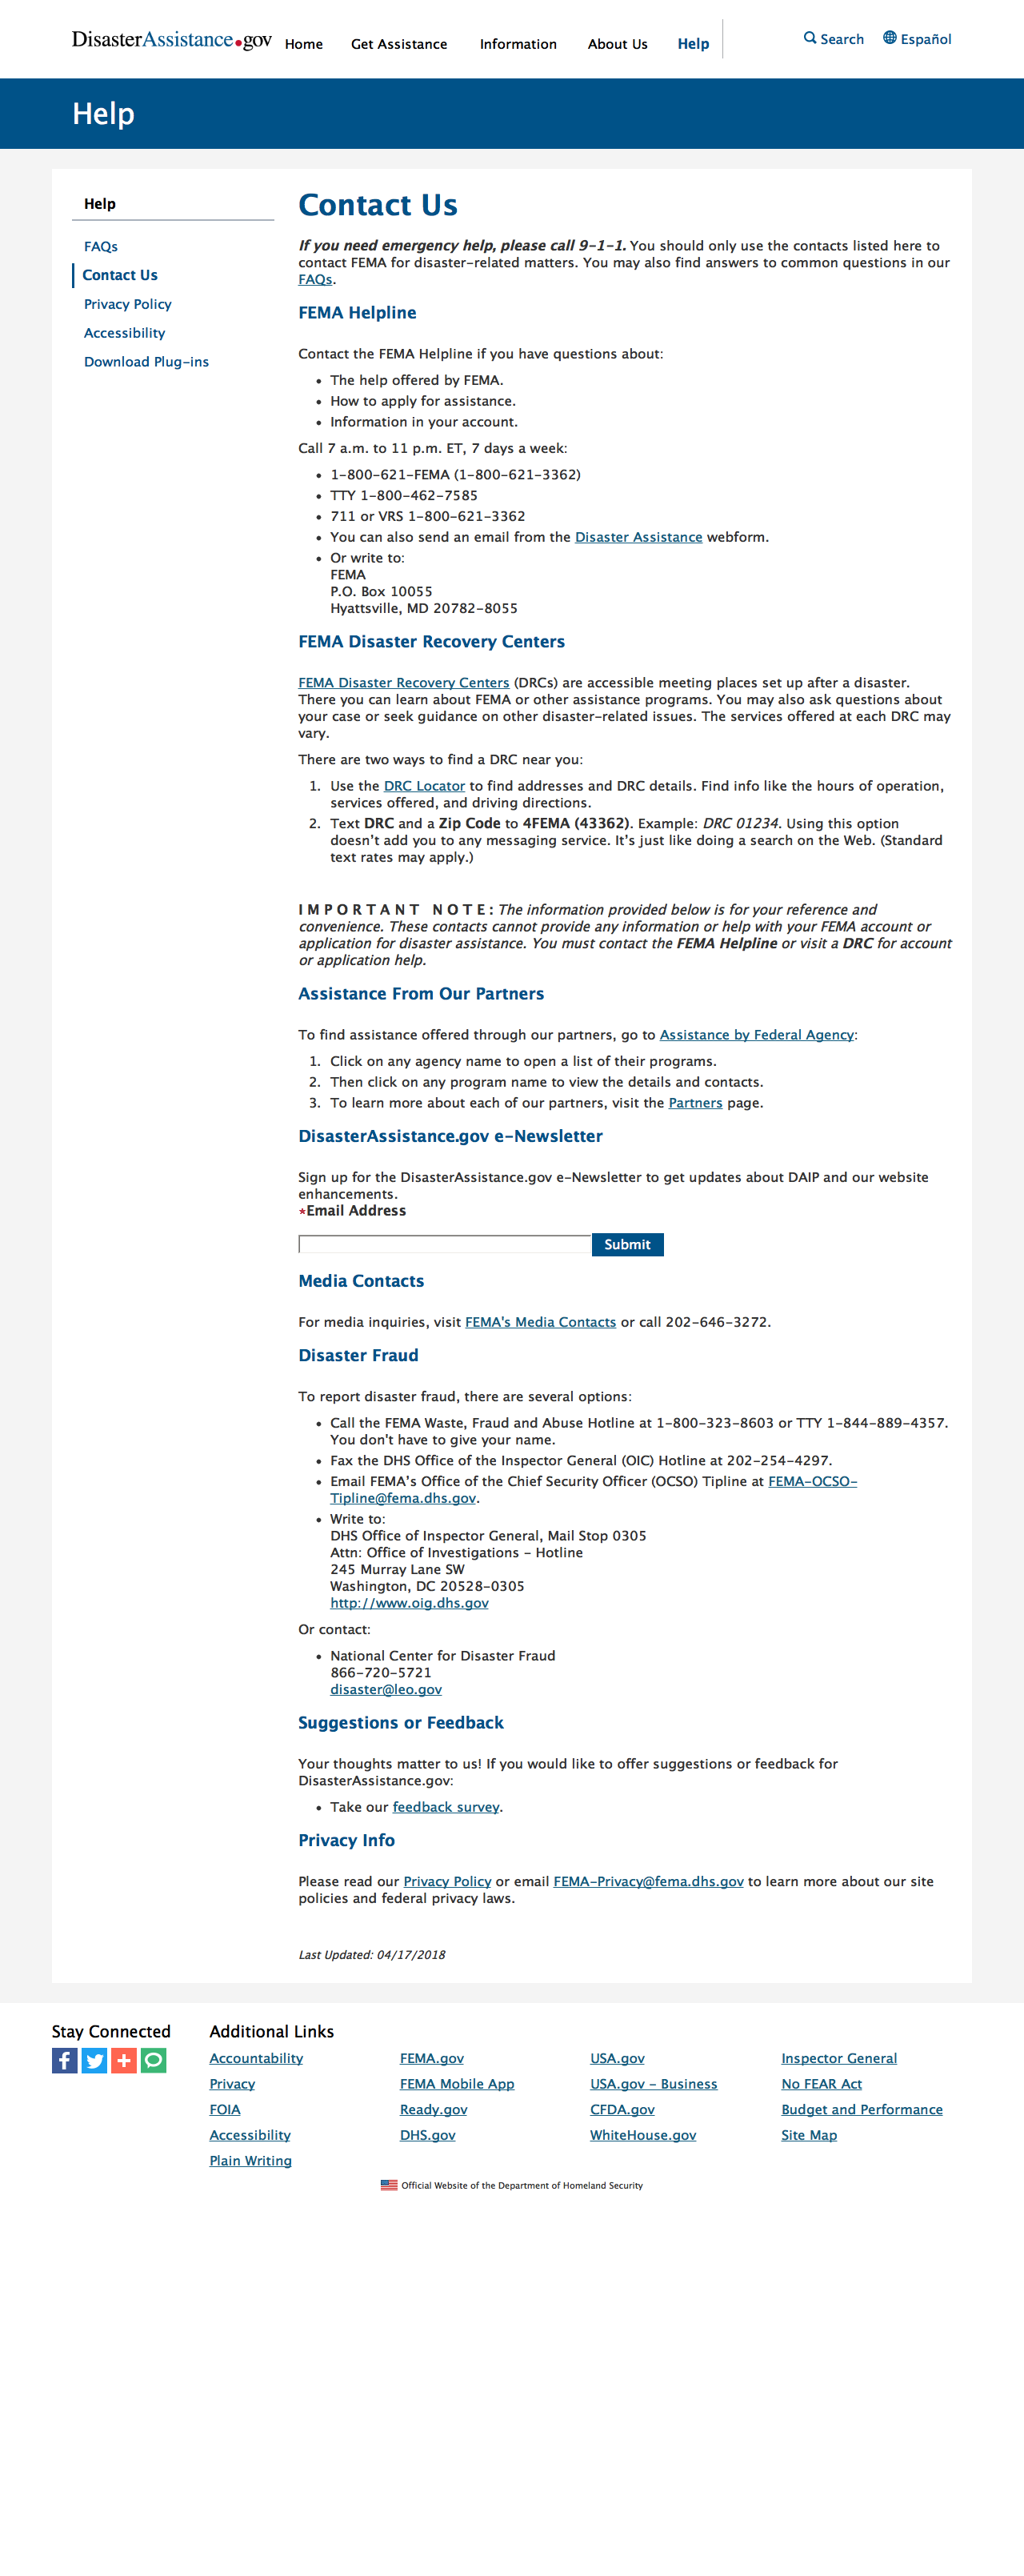 DisasterAssistance.gov Home Get Assistance Information About Us Help Search Español
Help
Help
FAQs
Contact Us
Privacy Policy
Accessibility
Download Plug-ins
Contact Us
If you need emergency help, please call 9-1-1. You should only use the contacts listed here to
contact FEMA for disaster-related matters. You may also find answers to common questions in our
FAQs.
FEMA Helpline
Contact the FEMA Helpline if you have questions about:
• The help offered by FEMA.
• How to apply for assistance.
• Information in your account.
Call 7 a.m. to 11 p.m. ET, 7 days a week:
• 1-800-621-FEMA (1-800-621-3362)
• TTY 1-800-462-7585
• 711 or VRS 1-800-621-3362
• You can also send an email from the Disaster Assistance webform.
• Or write to:
FEMA
P.O. Box 10055
Hyattsville, MD 20782-8055
FEMA Disaster Recovery Centers
FEMA Disaster Recovery Centers (DRCs) are accessible meeting places set up after a disaster.
There you can learn about FEMA or other assistance programs. You may also ask questions about
your case or seek guidance on other disaster-related issues. The services offered at each DRC may
vary.
There are two ways to find a DRC near you:
1. Use the DRC Locator to find addresses and DRC details. Find info like the hours of operation,
services offered, and driving directions.
2. Text DRC and a Zip Code to 4FEMA (43362). Example: DRC 01234. Using this option
doesn't add you to any messaging service. It's just like doing a search on the Web. (Standard
text rates may apply.)
IMPORTANT NOTE: The information provided below is for your reference and
convenience. These contacts cannot provide any information or help with your FEMA account or
application for disaster assistance. You must contact the FEMA Helpline or visit a DRC for account
or application help.
Assistance From Our Partners
To find assistance offered through our partners, go to Assistance by Federal Agency:
1. Click on any agency name to open a list of their programs.
2. Then click on any program name to view the details and contacts.
3. To learn more about each of our partners, visit the Partners page.
DisasterAssistance.gov e-Newsletter
Sign up for the DisasterAssistance.gov e-Newsletter to get updates about DAIP and our website
enhancements.
*Email Address
Submit
Media Contacts
For media inquiries, visit FEMA's Media Contacts or call 202-646-3272.
Disaster Fraud
To report disaster fraud, there are several options:
• Call the FEMA Waste, Fraud and Abuse Hotline at 1-800-323-8603 or TTY 1-844-889-4357.
You don't have to give your name.
• Fax the DHS Office of the Inspector General (OIC) Hotline at 202-254-4297.
• Email FEMA's Office of the Chief Security Officer (OCSO) Tipline at FEMA-OCSO-
Tipline@fema.dhs.gov.
• Write to:
DHS Office of Inspector General, Mail Stop 0305
Attn: Office of Investigations - Hotline
245 Murray Lane SW
Washington, DC 20528-0305
http://www.oig.dhs.gov
Or contact:
• National Center for Disaster Fraud
866-720-5721
disaster@leo.gov
Suggestions or Feedback
Your thoughts matter to us! If you would like to offer suggestions or feedback for
DisasterAssistance.gov:
• Take our feedback survey.
Privacy Info
Please read our Privacy Policy or email FEMA-Privacy@fema.dhs.gov to learn more about our site
policies and federal privacy laws.
Last Updated: 04/17/2018
Stay Connected
Additional Links
Accountability FEMA.gov USA.gov Inspector General
Privacy FEMA Mobile App USA.gov - Business No FEAR Act
FOIA Ready.gov CFDA.gov Budget and Performance
Accessibility DHS.gov WhiteHouse.gov Site Map
Plain Writing
Official Website of the Department of Homeland Security